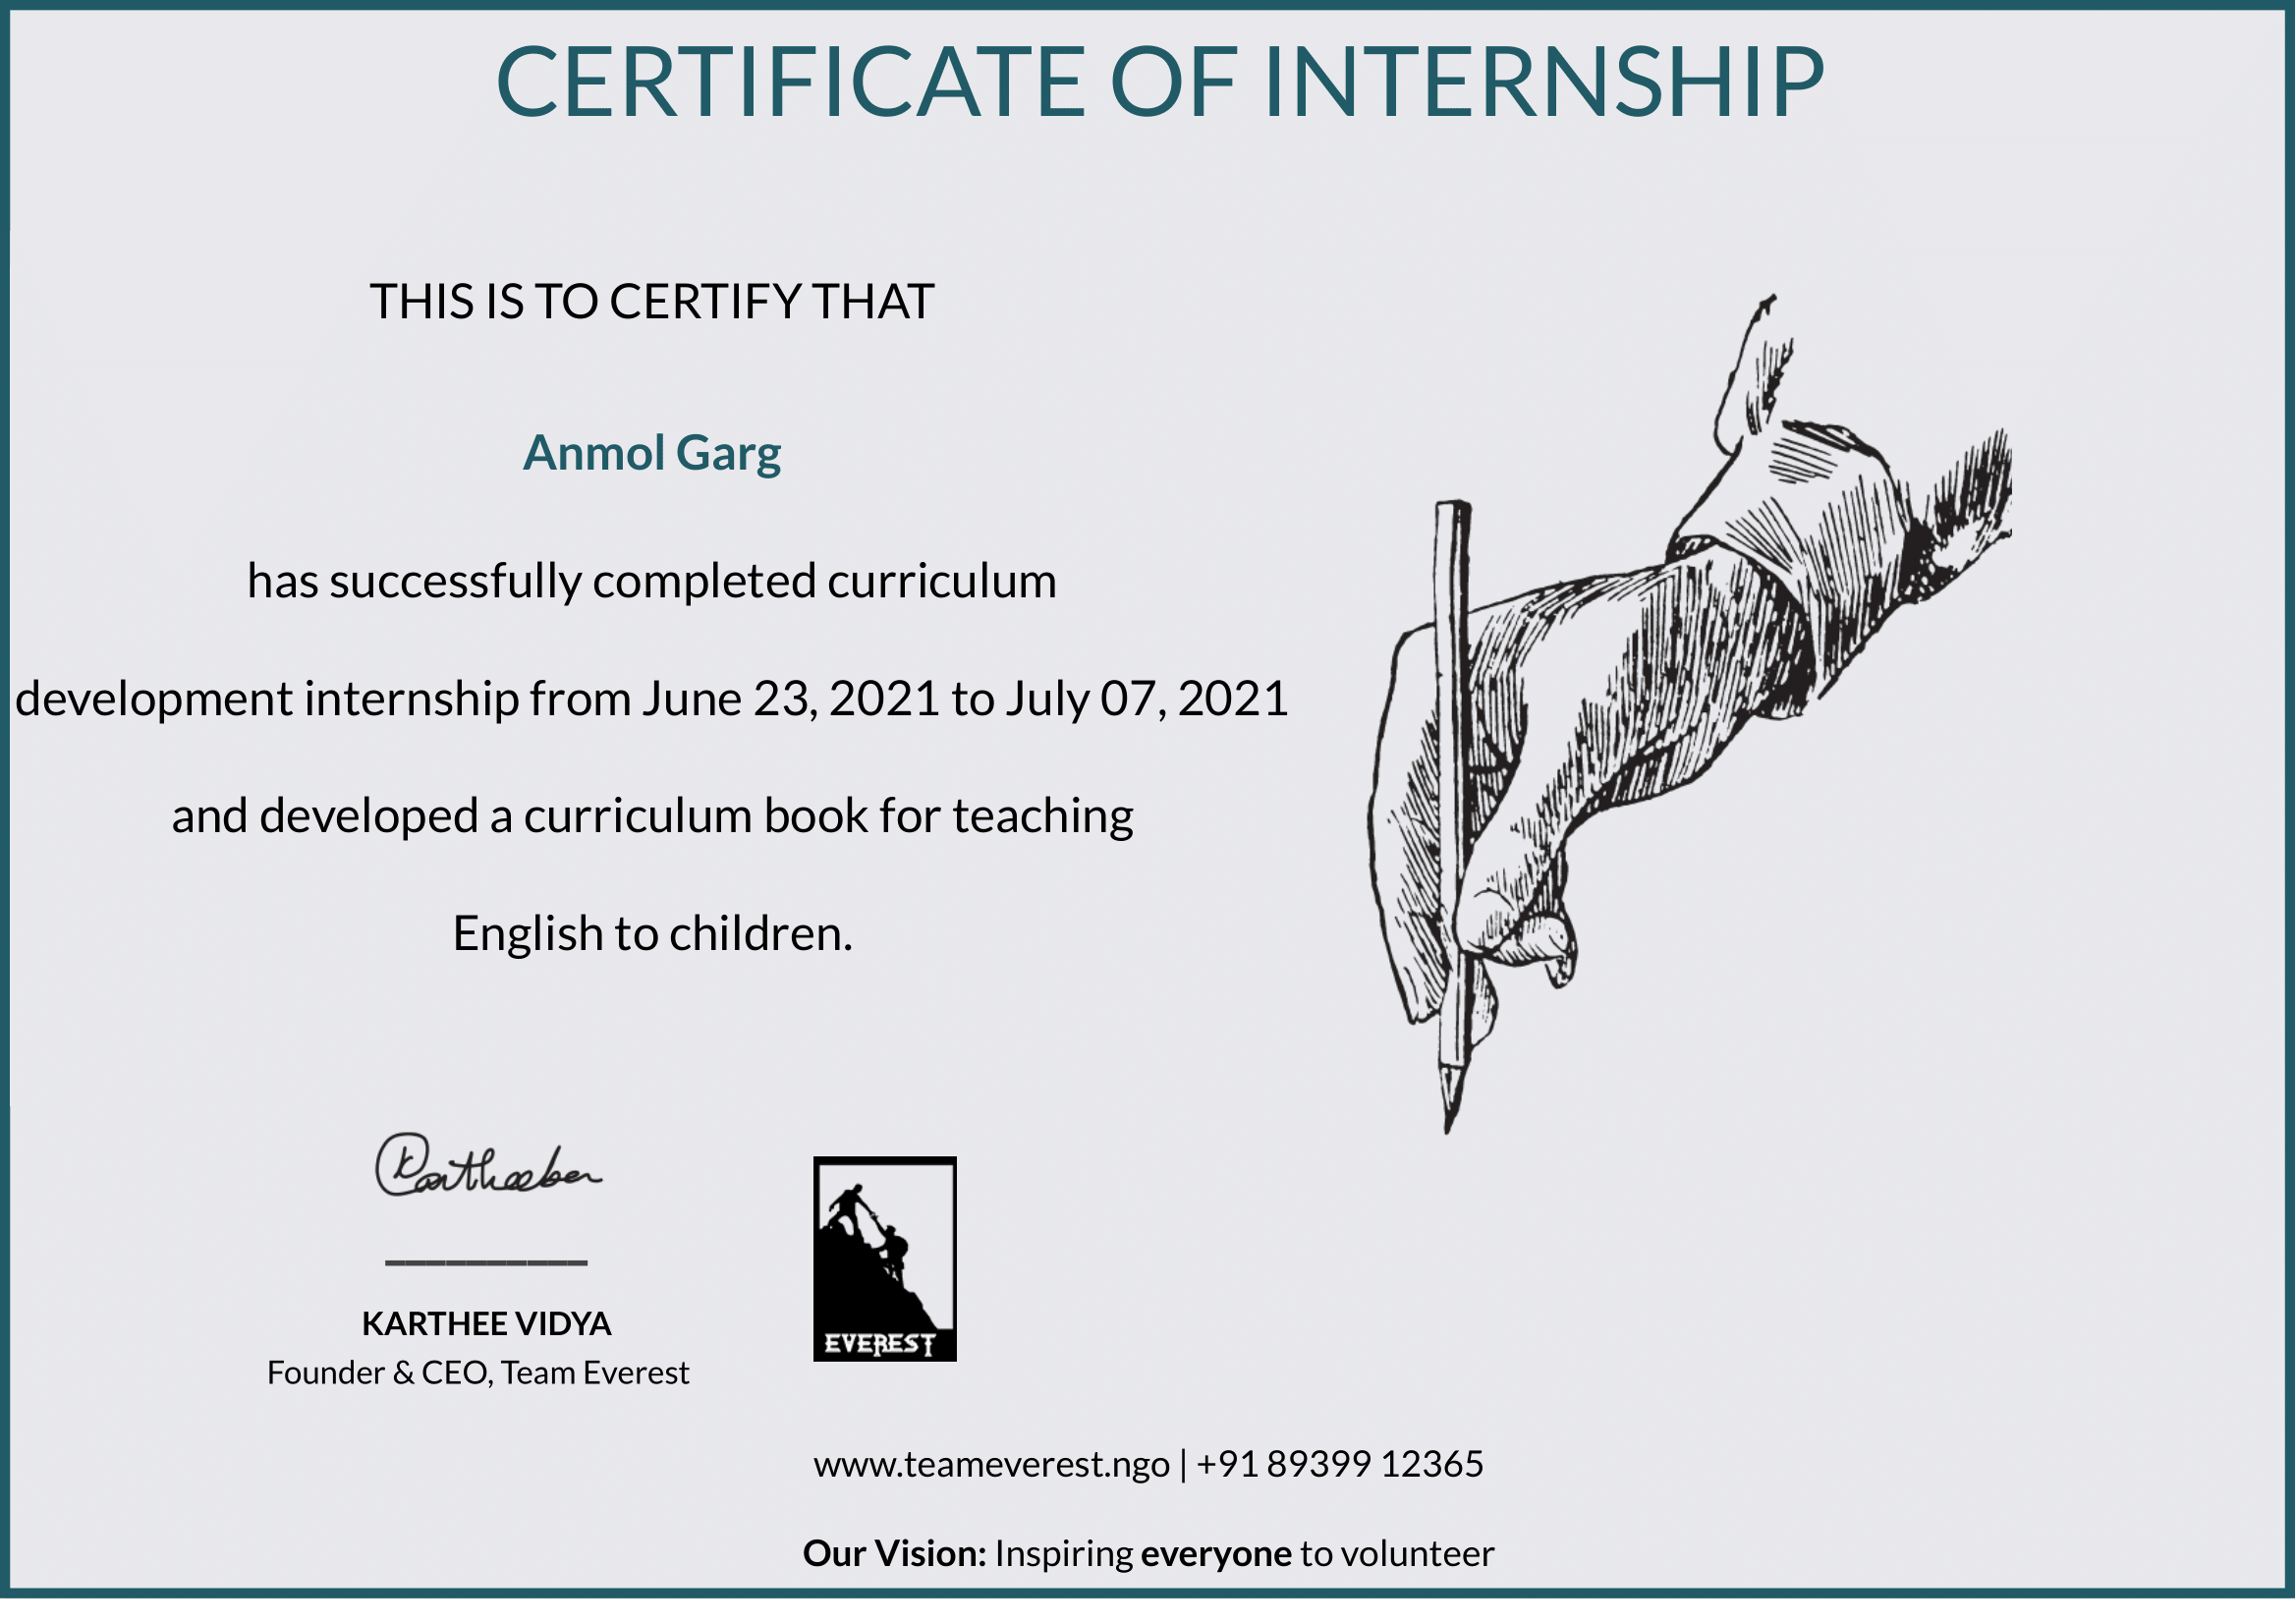 CERTIFICATE OF INTERNSHIP
THIS IS TO CERTIFY THAT
Anmol Garg
has successfully completed curriculum
development internship from June 23, 2021 to July 07, 2021
and developed a curriculum book for teaching
English to children.
EVEREST
KARTHEE VIDYA
Founder & CEO, Team Everest
www.teameverest.ngo | +91 89399 12365
Our Vision: Inspiring everyone to volunteer